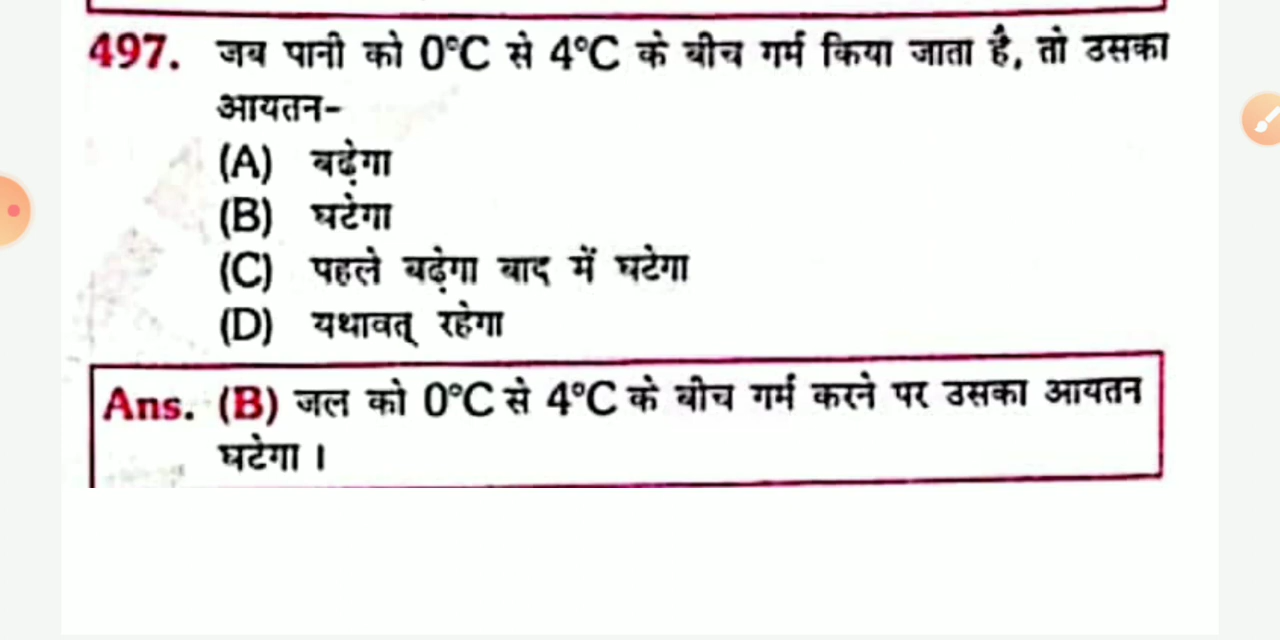 497. जब पानी को 0°C से 4°C के बीच गर्म किया जाता है, तो उसका
आयतन-
(A) बढ़ेगा
(B) घटेगा
(C) पहले बढ़ेगा बाद में घटेगा
(D) यथावत् रहेगा
Ans. (B) जल को 0°C से 4°C के बीच गर्म करने पर उसका आयतन
घटेगा ।